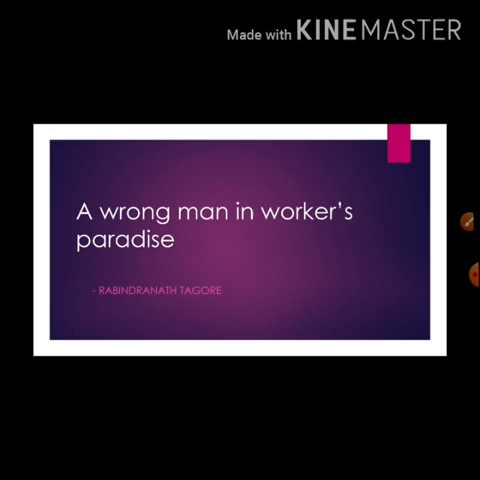 Made with KINEMASTER
A wrong man in worker's
paradise
- RABINDRANATH TAGORE